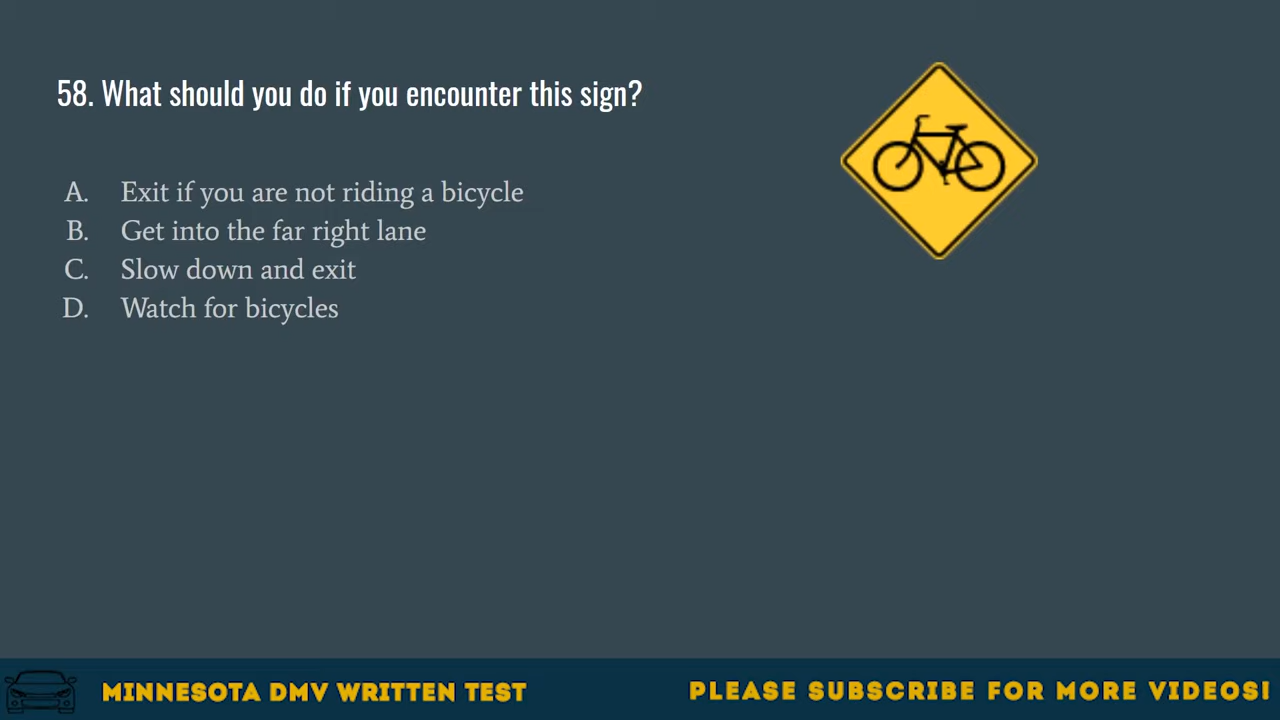 58. What should you do if you encounter this sign?
A. Exit if you are not riding a bicycle
B. Get into the far right lane
C. Slow down and exit
D. Watch for bicycles
MINNESOTA DMV WRITTEN TEST
PLEASE SUBSCRIBE FOR MORE VIDEOS!